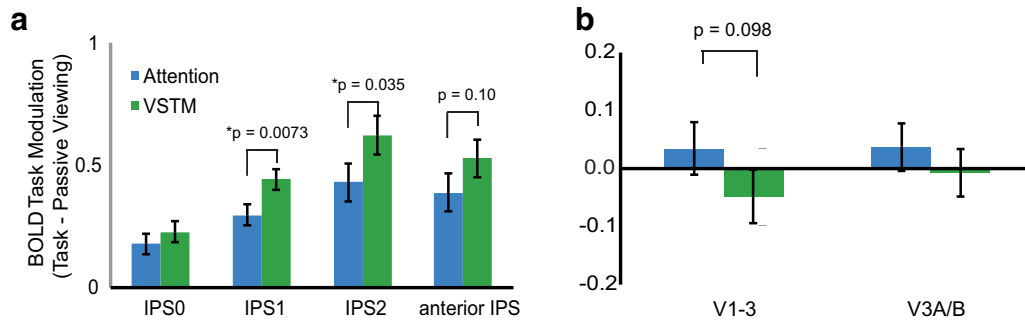 a
BOLD Task Modulation
(Task - Passive Viewing)
1
0.5
0
Attention
VSTM
*p = 0.0073
*p = 0.035
p = 0.10
IPS0
IPS1
IPS2
anterior IPS
b
p = 0.098
0.2
0.1
0.0
-0.1
-0.2
V1-3
V3A/B